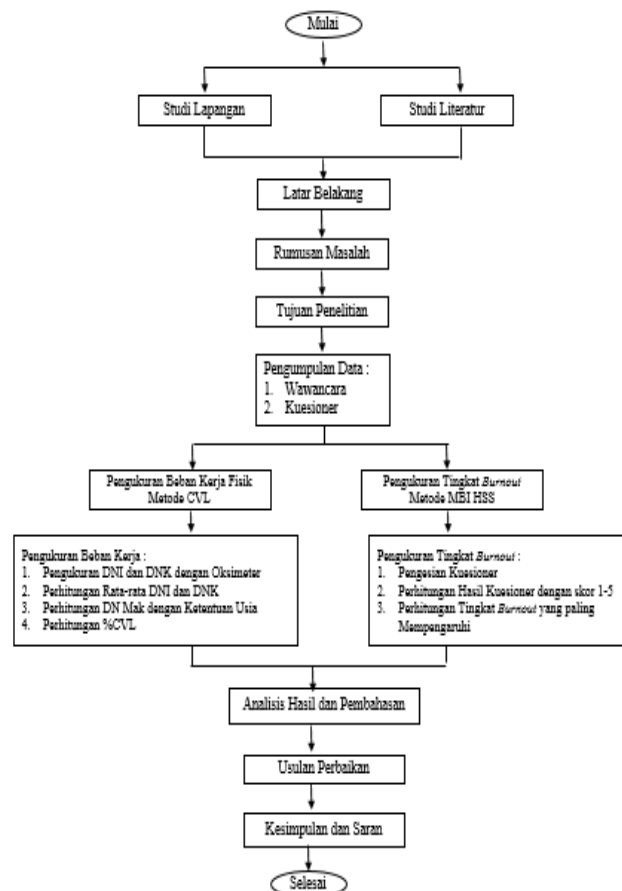 Mulai
Studi Lapangan
Studi Literatur
Latar Belakang
Rumusan Masalah
Tujuan Penelitian
Pengumpulan Data :
1. Wawancara
2. Kuesioner
Pengukuran Beban Kerja Fisik
Metode CVL
Pengukuran Tingkat Burnout
Metode MBI HSS
Pengukuran Beban Kerja :
1. Pengukuran DNI dan DNK dengan Oksimeter
2. Perhitungan Rata-rata DNI dan DNK
3. Perhitungan DN Mak dengan Ketentuan Usia
4. Perhitungan %CVL
Pengukuran Tingkat Burnout :
1. Pengesian Kuesioner
2. Perhitungan Hasil Kuesioner dengan skor 1-5
3. Perhitungan Tingkat Burnout yang paling
Mempengaruhi
Analisis Hasil dan Pembahasan
Usulan Perbaikan
Kesimpulan dan Saran
Selesai